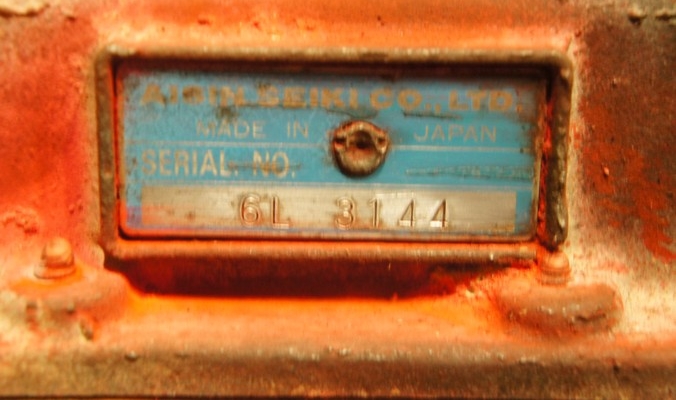 AISIN SEIKI CO., LTD.
MADE IN JAPAN
SERIAL NO.
6L 3144